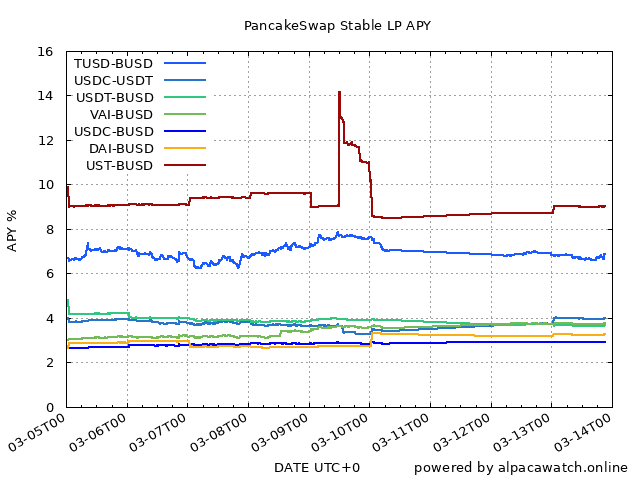 PancakeSwap Stable LP APY
APY %
16
14
12
10
8
6
4
2
0
TUSD-BUSD
USDC-USDT
USDT-BUSD
VAI-BUSD
USDC-BUSD
DAI-BUSD
UST-BUSD
03-05T00
03-06T00
03-07T00
03-08T00
03-09T00
03-10T00
03-11T00
03-12T00
03-13T00
03-14T00
DATE UTC+0
powered by alpacawatch.online